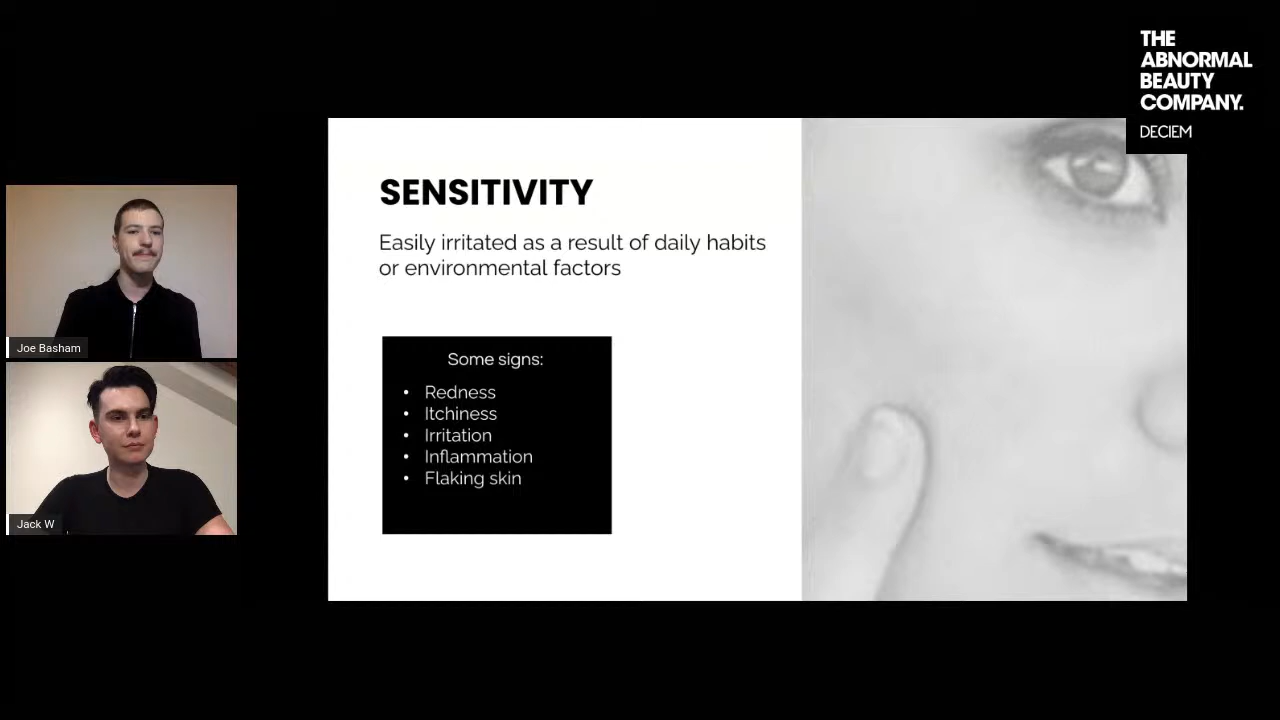 THE
ABNORMAL
BEAUTY
COMPANY.
DECIEM
SENSITIVITY
Easily irritated as a result of daily habits
or environmental factors
Some signs:
• Redness
• Itchiness
• Irritation
• Inflammation
• Flaking skin
Joe Basham
Jack W